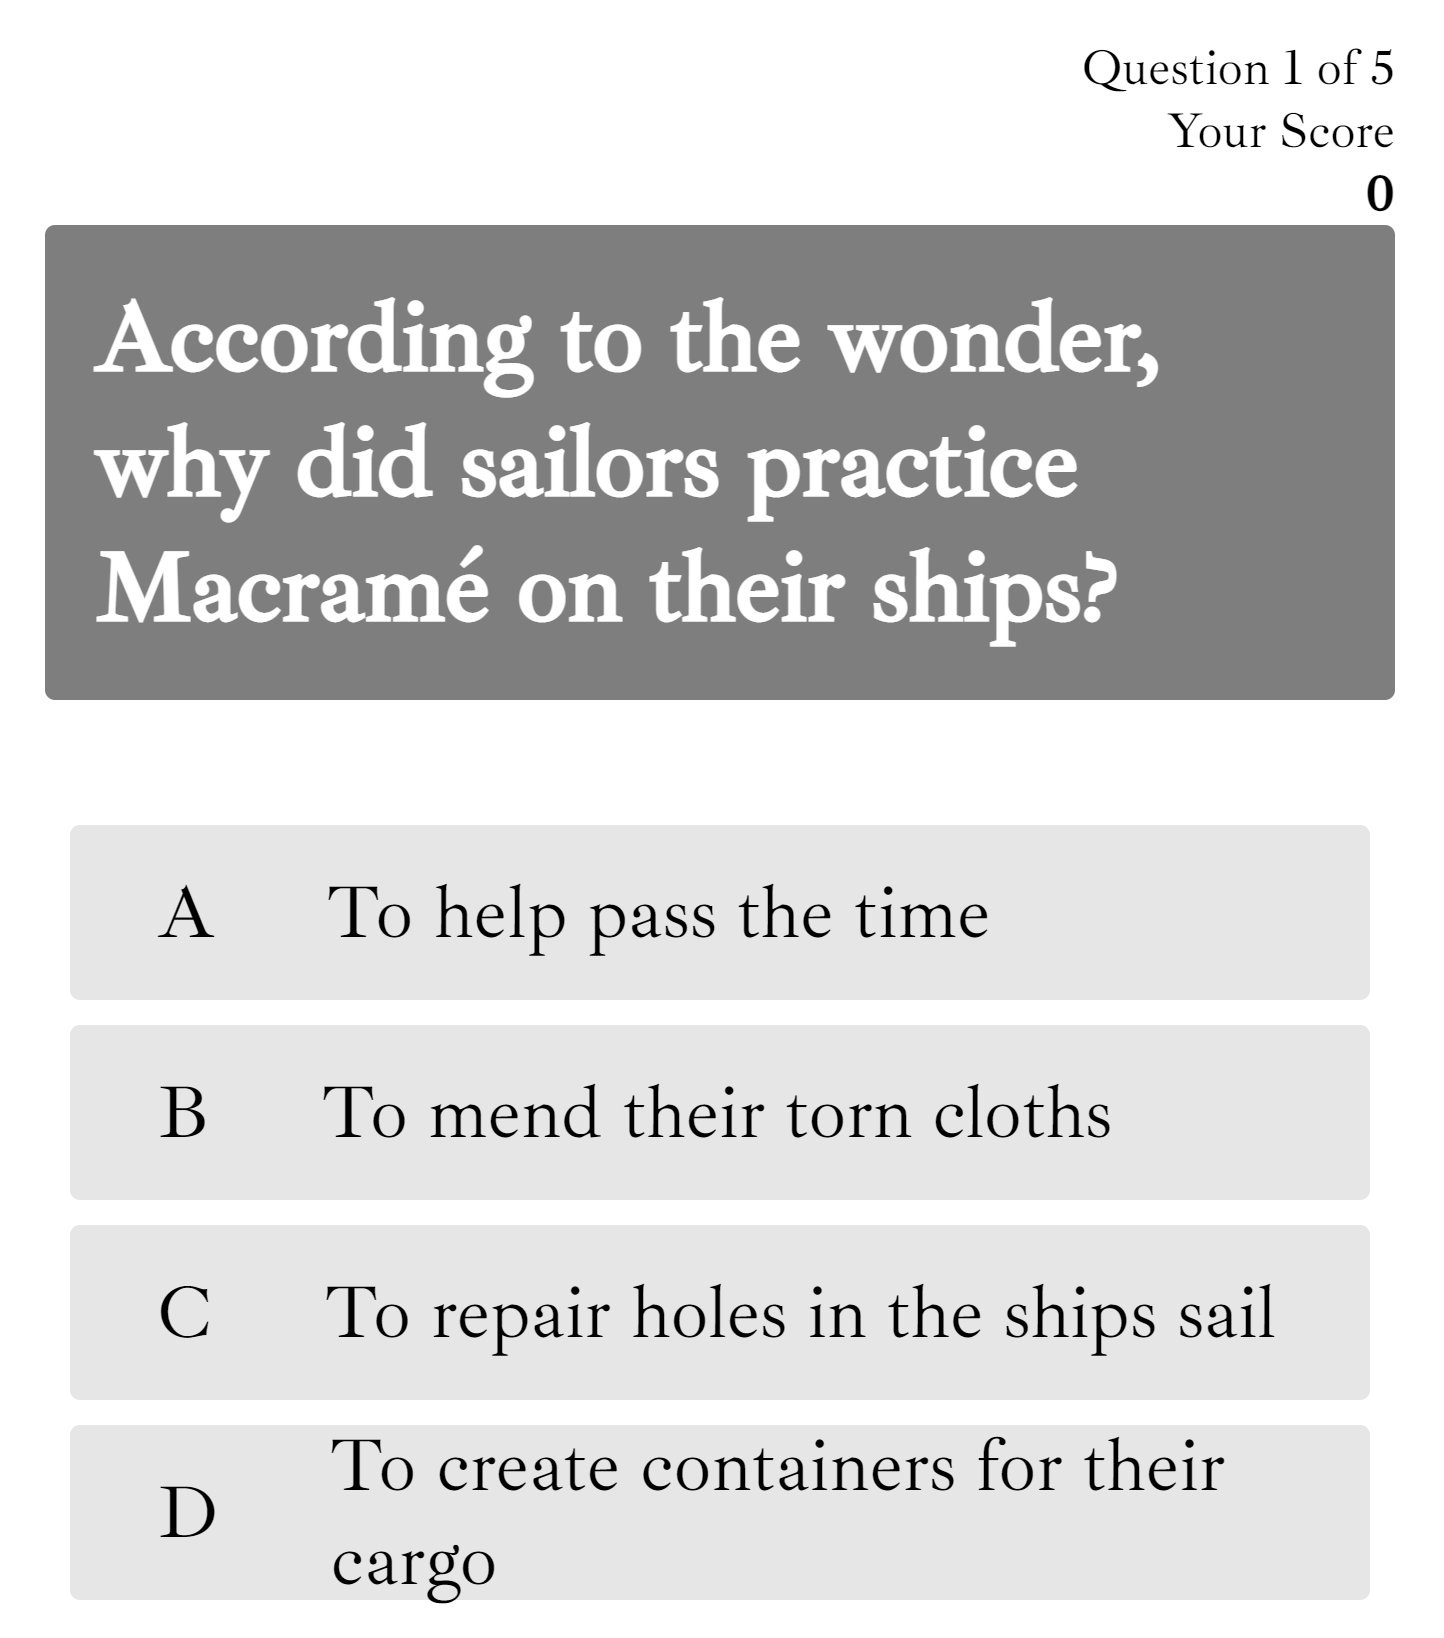 Question 1 of 5
Your Score
0
According to the wonder,
why did sailors practice
Macramé on their ships?
A To help pass the time
B To mend their torn cloths
C To repair holes in the ships sail
D To create containers for their
cargo